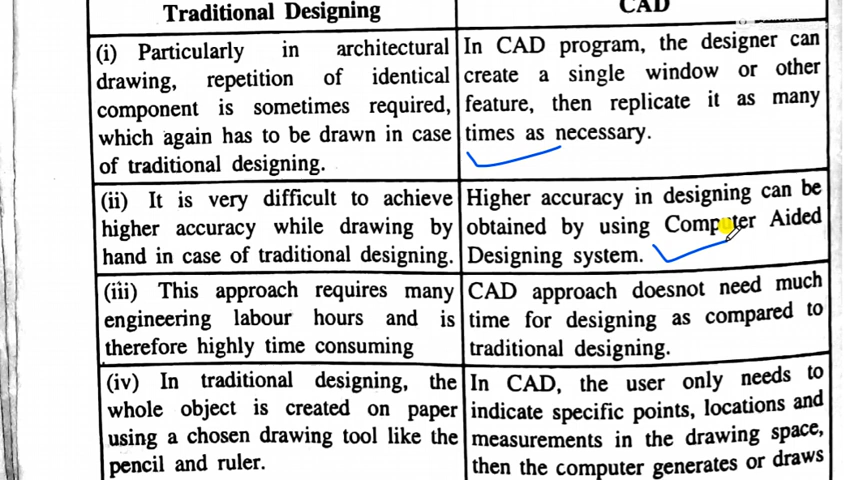 Traditional Designing
CAD
(i) Particularly in architectural
drawing, repetition of identical
component is sometimes required,
which again has to be drawn in case
of traditional designing.
In CAD program, the designer can
create a single window or other
feature, then replicate it as many
times as necessary.
(ii) It is very difficult to achieve
higher accuracy while drawing by
hand in case of traditional designing.
Higher accuracy in designing can be
obtained by using Computer Aided
Designing system.
(iii) This approach requires many
engineering labour hours and is
therefore highly time consuming
CAD approach doesnot need much
time for designing as compared to
traditional designing.
(iv) In traditional designing, the
whole object is created on paper
using a chosen drawing tool like the
pencil and ruler.
In CAD, the user only needs to
indicate specific points, locations and
measurements in the drawing space,
then the computer generates or draws